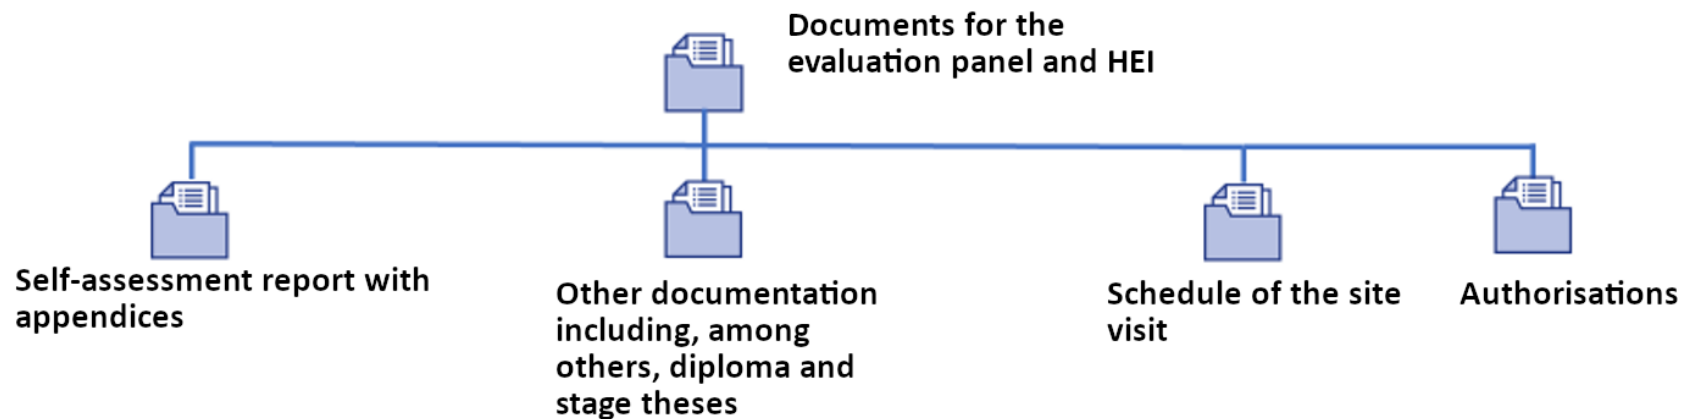 Documents for the
evaluation panel and HEI
Self-assessment report with
appendices
Other documentation
including, among
others, diploma and
stage theses
Schedule of the site
visit
Authorisations